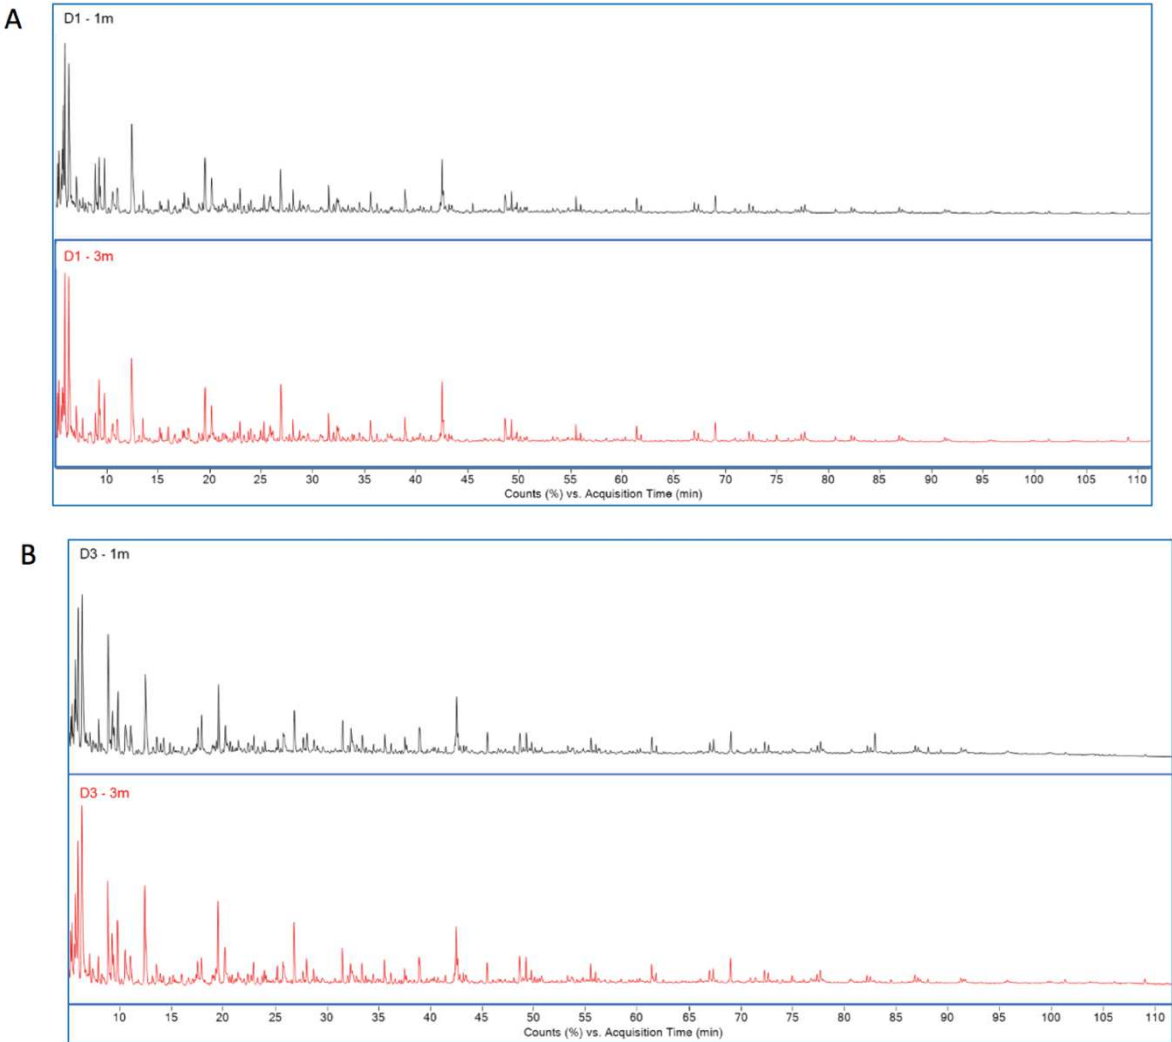 A
D1 - 1m
D1 - 3m
10 15 20 25 30 35 40 45 50 55 60 65 70 75 80 85 90 95 100 105 110
Counts (%) vs. Acquisition Time (min)
B
D3 - 1m
D3 - 3m
10 15 20 25 30 35 40 45 50 55 60 65 70 75 80 85 90 95 100 105 110
Counts (%) vs. Acquisition Time (min)